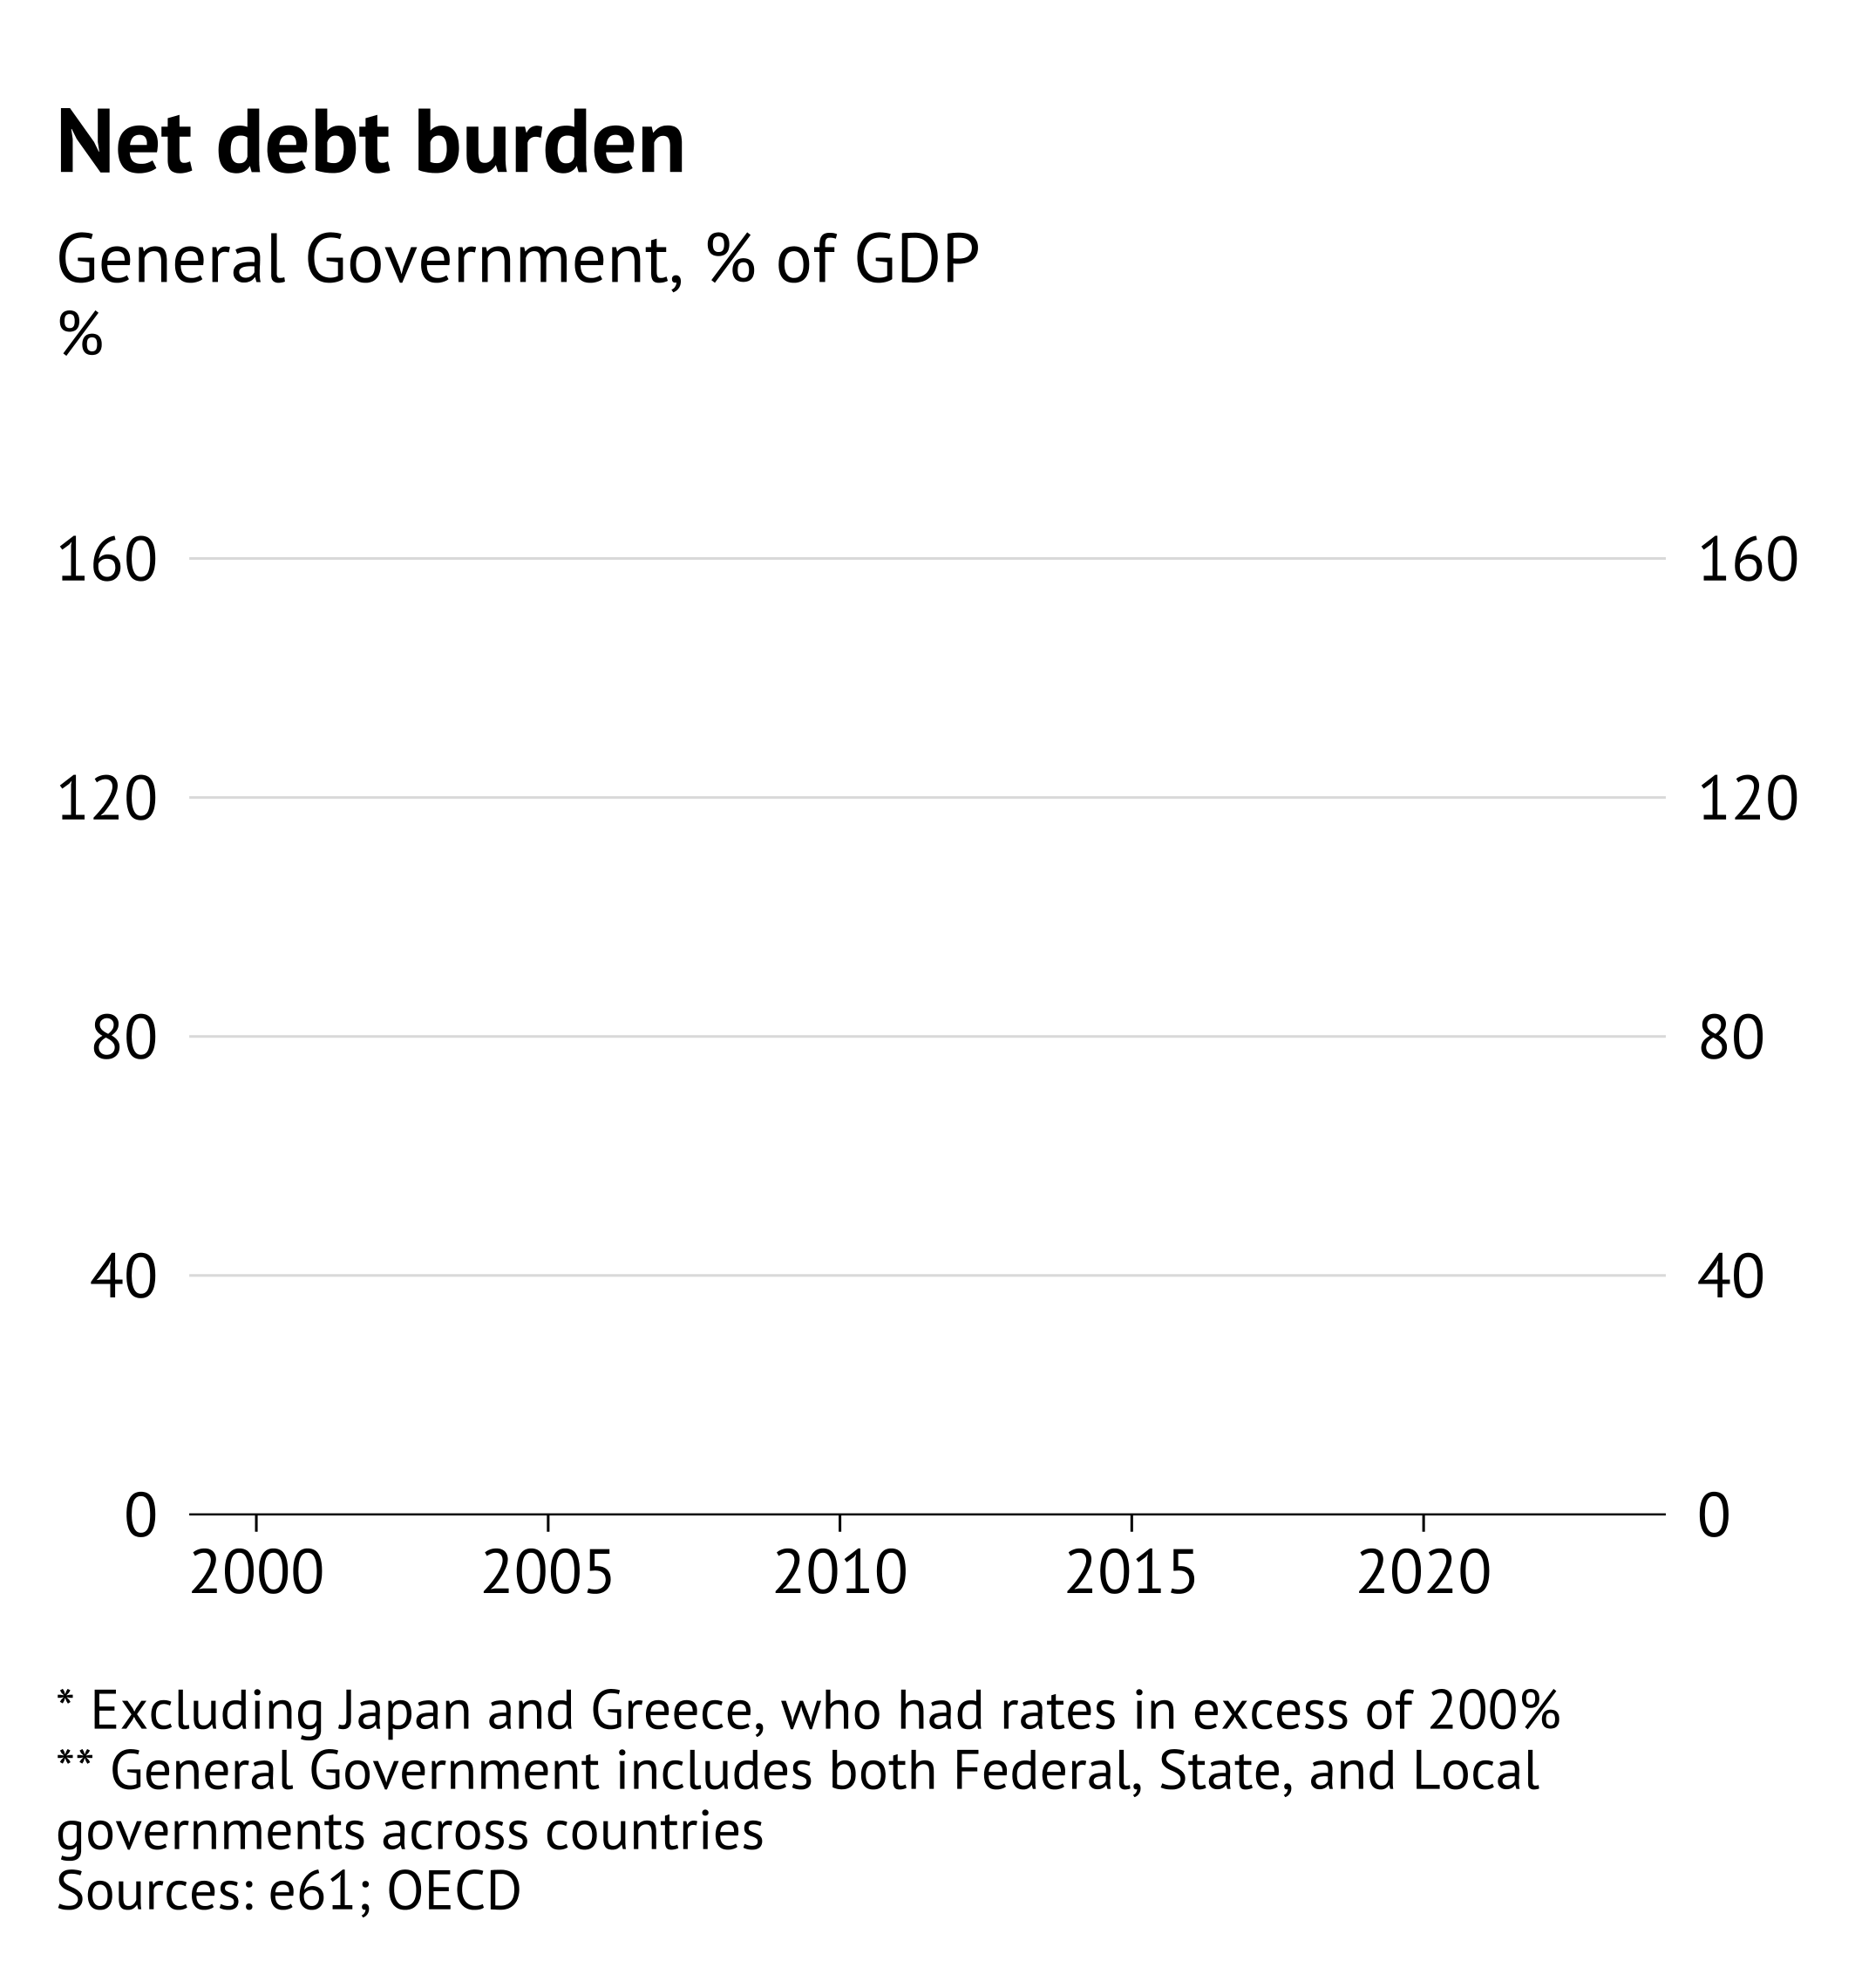 Net debt burden
General Government, % of GDP
%
160 160
120 120
80 80
40 40
0 0
2000 2005 2010 2015 2020
* Excluding Japan and Greece, who had rates in excess of 200%
** General Government includes both Federal, State, and Local
governments across countries
Sources: e61; OECD